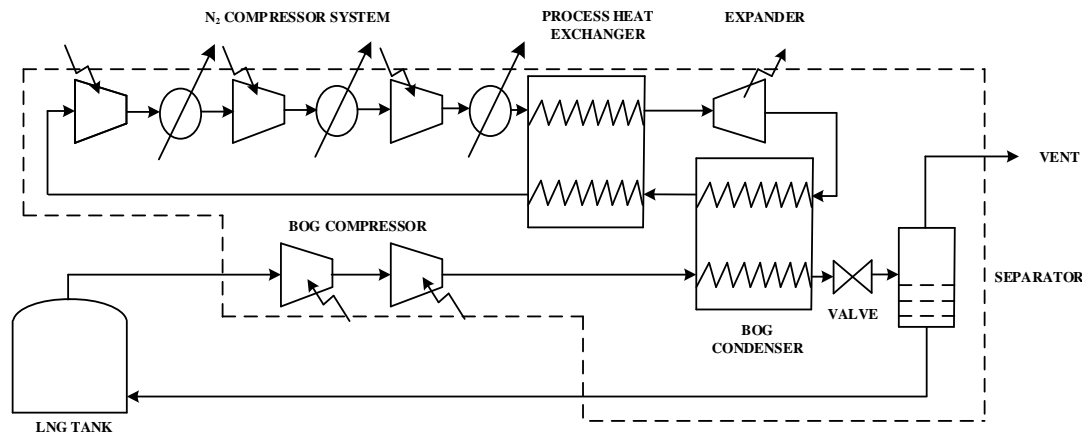 N₂ COMPRESSOR SYSTEM
PROCESS HEAT
EXCHANGER
EXPANDER
VENT
BOG COMPRESSOR
SEPARATOR
VALVE
BOG
CONDENSER
LNG TANK